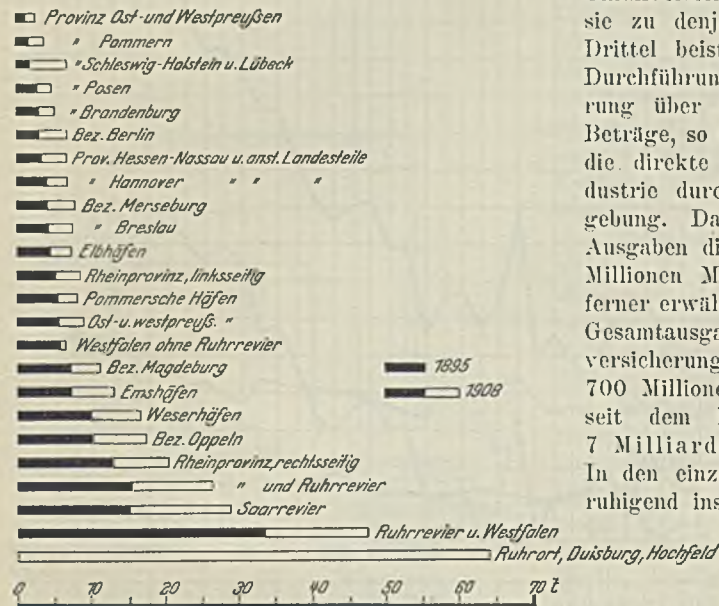 Provinz Ost- und Westpreußen
" Pommern
" Schleswig-Holstein u. Lübeck
" Posen
" Brandenburg
Bez. Berlin
Prov. Hessen-Nassau u. anst. Landesteile
" Hannover " " "
Bez. Merseburg
" Breslau
Elbhäfen
Rheinprovinz, linksseitig
Pommersche Häfen
Ost- u. westpreuß. "
Westfalen ohne Ruhrrevier
Bez. Magdeburg
1895
Emshäfen
1908
Weserhäfen
Bez. Oppeln
Rheinprovinz, rechtsseitig
" und Ruhrrevier
Saarrevier
Ruhrrevier u. Westfalen
Ruhrort, Duisburg, Hochfeld
0 10 20 30 40 50 60 70 t
sie zu denj
Drittel beist
Durchführun
rung über
Beträge, so
die direkte
dustrie durc
gebung. Da
Ausgaben di
Millionen M
ferner erwäh
Gesamtausga
versicherung
700 Millione
seit dem
7 Milliard
In den einz
ruhigend ins